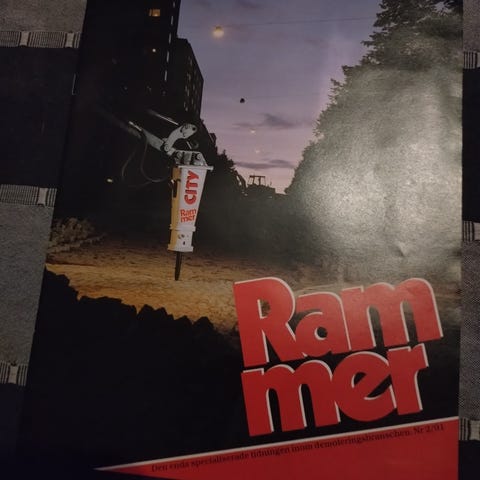 CITY
Ram
mer
Ram
mer
Den enda specialiserade tidningen inom demoleringsbranschen. Nr 2/91